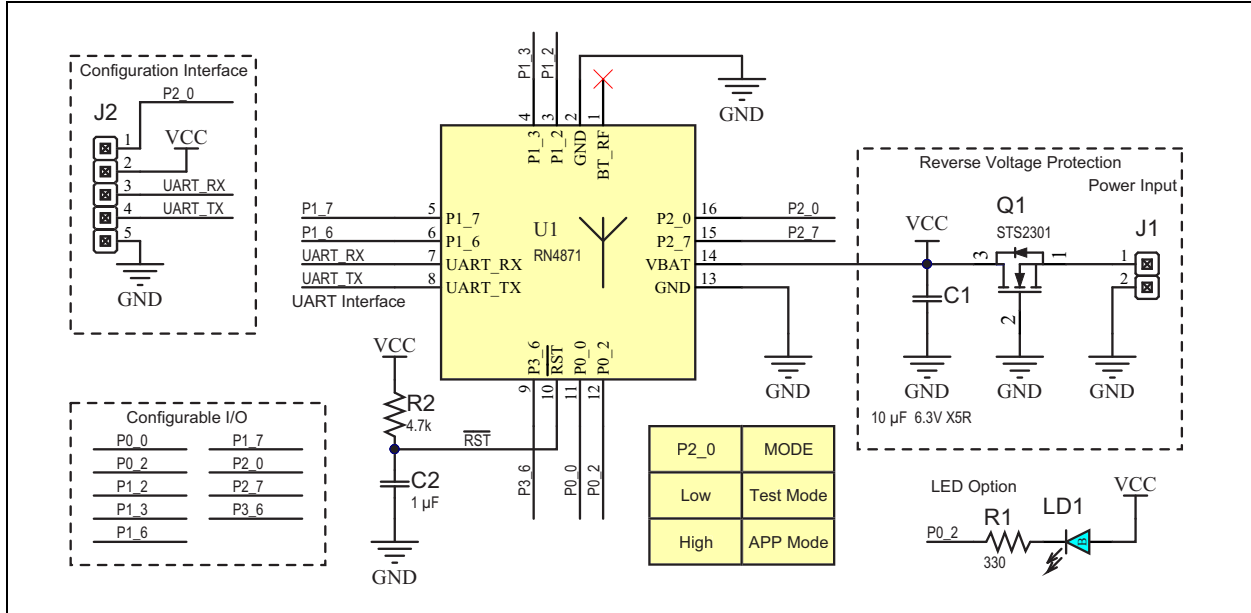 Configuration Interface
J2
P2_0
1
VCC
2
UART_RX
3
UART_TX
4
5
GND
P1_3
P1_2
4
3
2
1
P1_3
P1_2
GND
BT_RF
GND
P1_7
5
P1_7
P1_6
6
P1_6
UART_RX
7
UART_RX
UART_TX
8
UART_TX
UART Interface
U1
RN4871
P2_0
16
P2_0
P2_7
15
P2_7
VBAT
14
GND
13
GND
P3_6
RST
P0_0
P0_2
9
10
11
12
P3_6
P0_0
P0_2
Reverse Voltage Protection
Power Input
Q1
STS2301
VCC
3
1
2
J1
1
2
C1
GND
GND
GND
10 µF 6.3V X5R
VCC
R2
4.7k
RST
C2
1 µF
GND
Configurable I/O
P0_0
P1_7
P0_2
P2_0
P1_2
P2_7
P1_3
P3_6
P1_6
P2_0 MODE
Low Test Mode
High APP Mode
LED Option
P0_2
R1
330
LD1
B
VCC